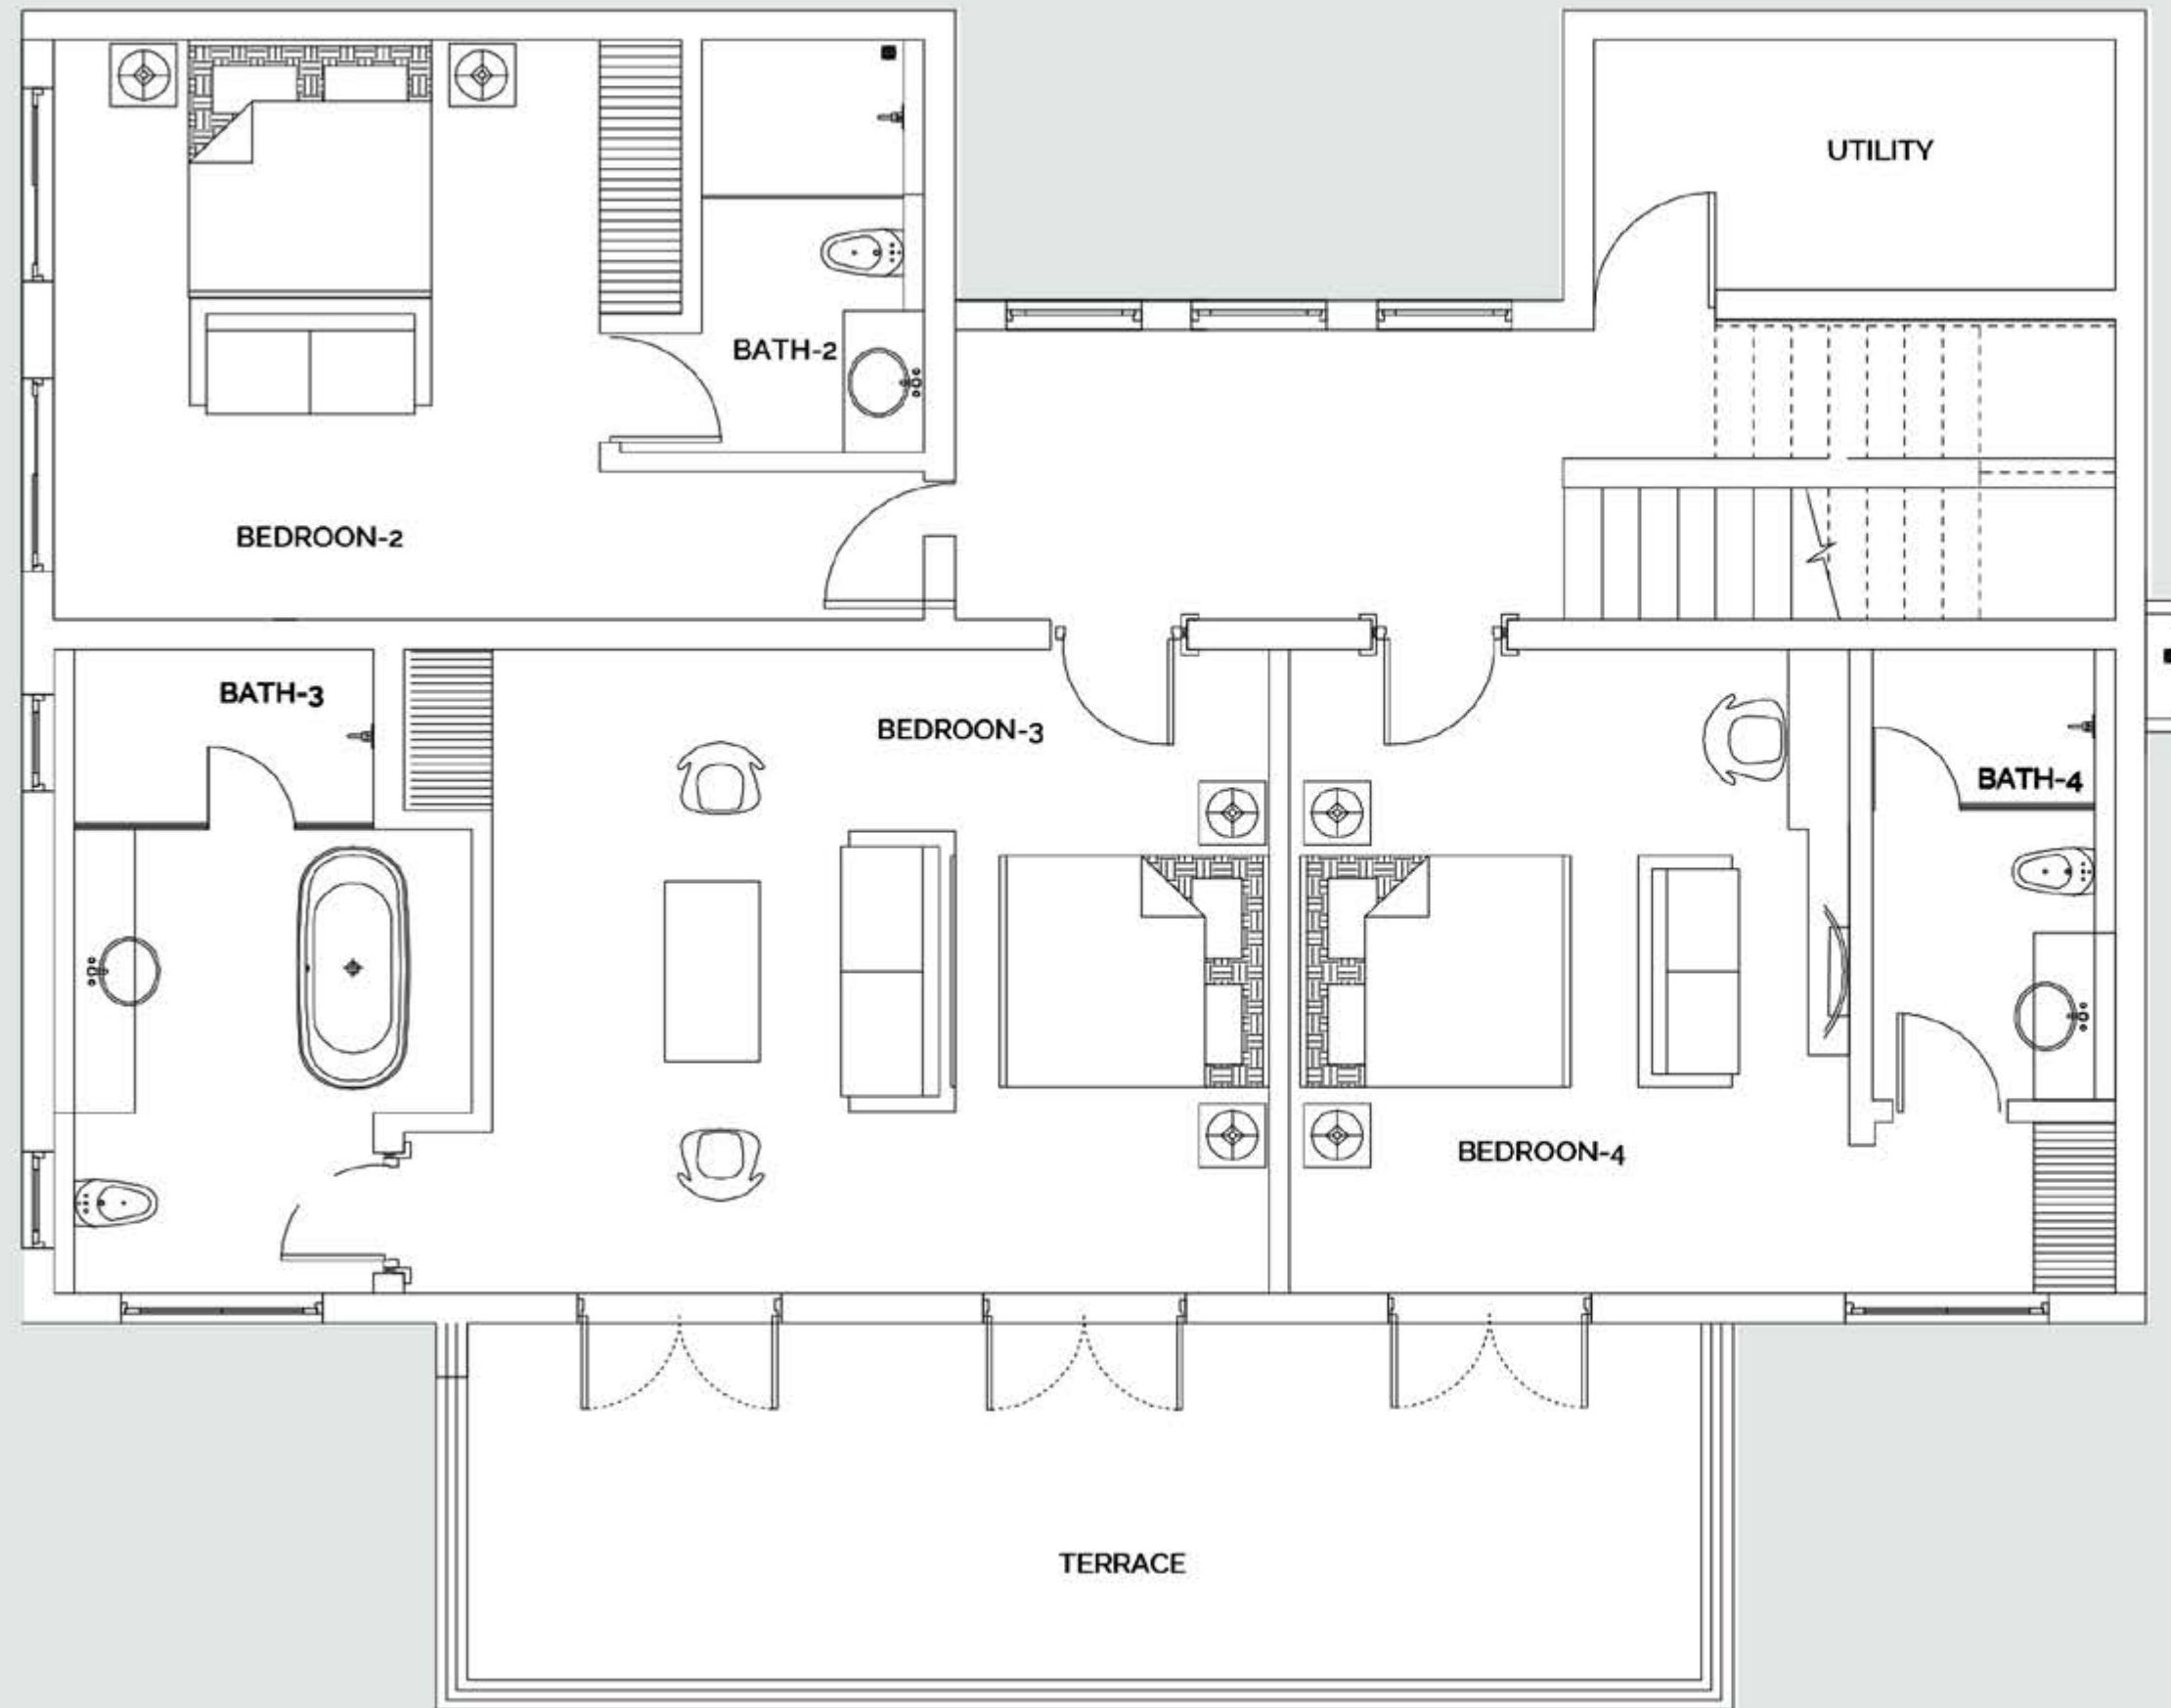 UTILITY
BATH-2
BEDROON-2
BATH-3
BEDROON-3
BATH-4
BEDROON-4
TERRACE